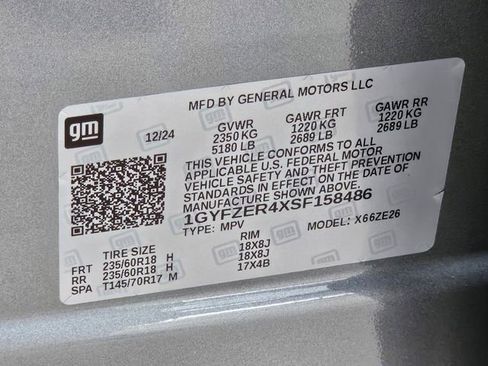 gm
MFD BY GENERAL MOTORS LLC
12/24
GVWR GAWR FRT GAWR RR
2350 KG 1220 KG 1220 KG
5180 LB 2689 LB 2689 LB
THIS VEHICLE CONFORMS TO ALL
APPLICABLE U.S. FEDERAL MOTOR
VEHICLE SAFETY AND THEFT PREVENTION
STANDARDS IN EFFECT ON THE DATE OF
MANUFACTURE SHOWN ABOVE.
1GYFZER4XSF158486
TYPE: MPV MODEL: X66ZE26
TIRE SIZE RIM
FRT 235/60R18 H 18X8J
RR 235/60R18 H 18X8J
SPA T145/70R17 M 17X4B